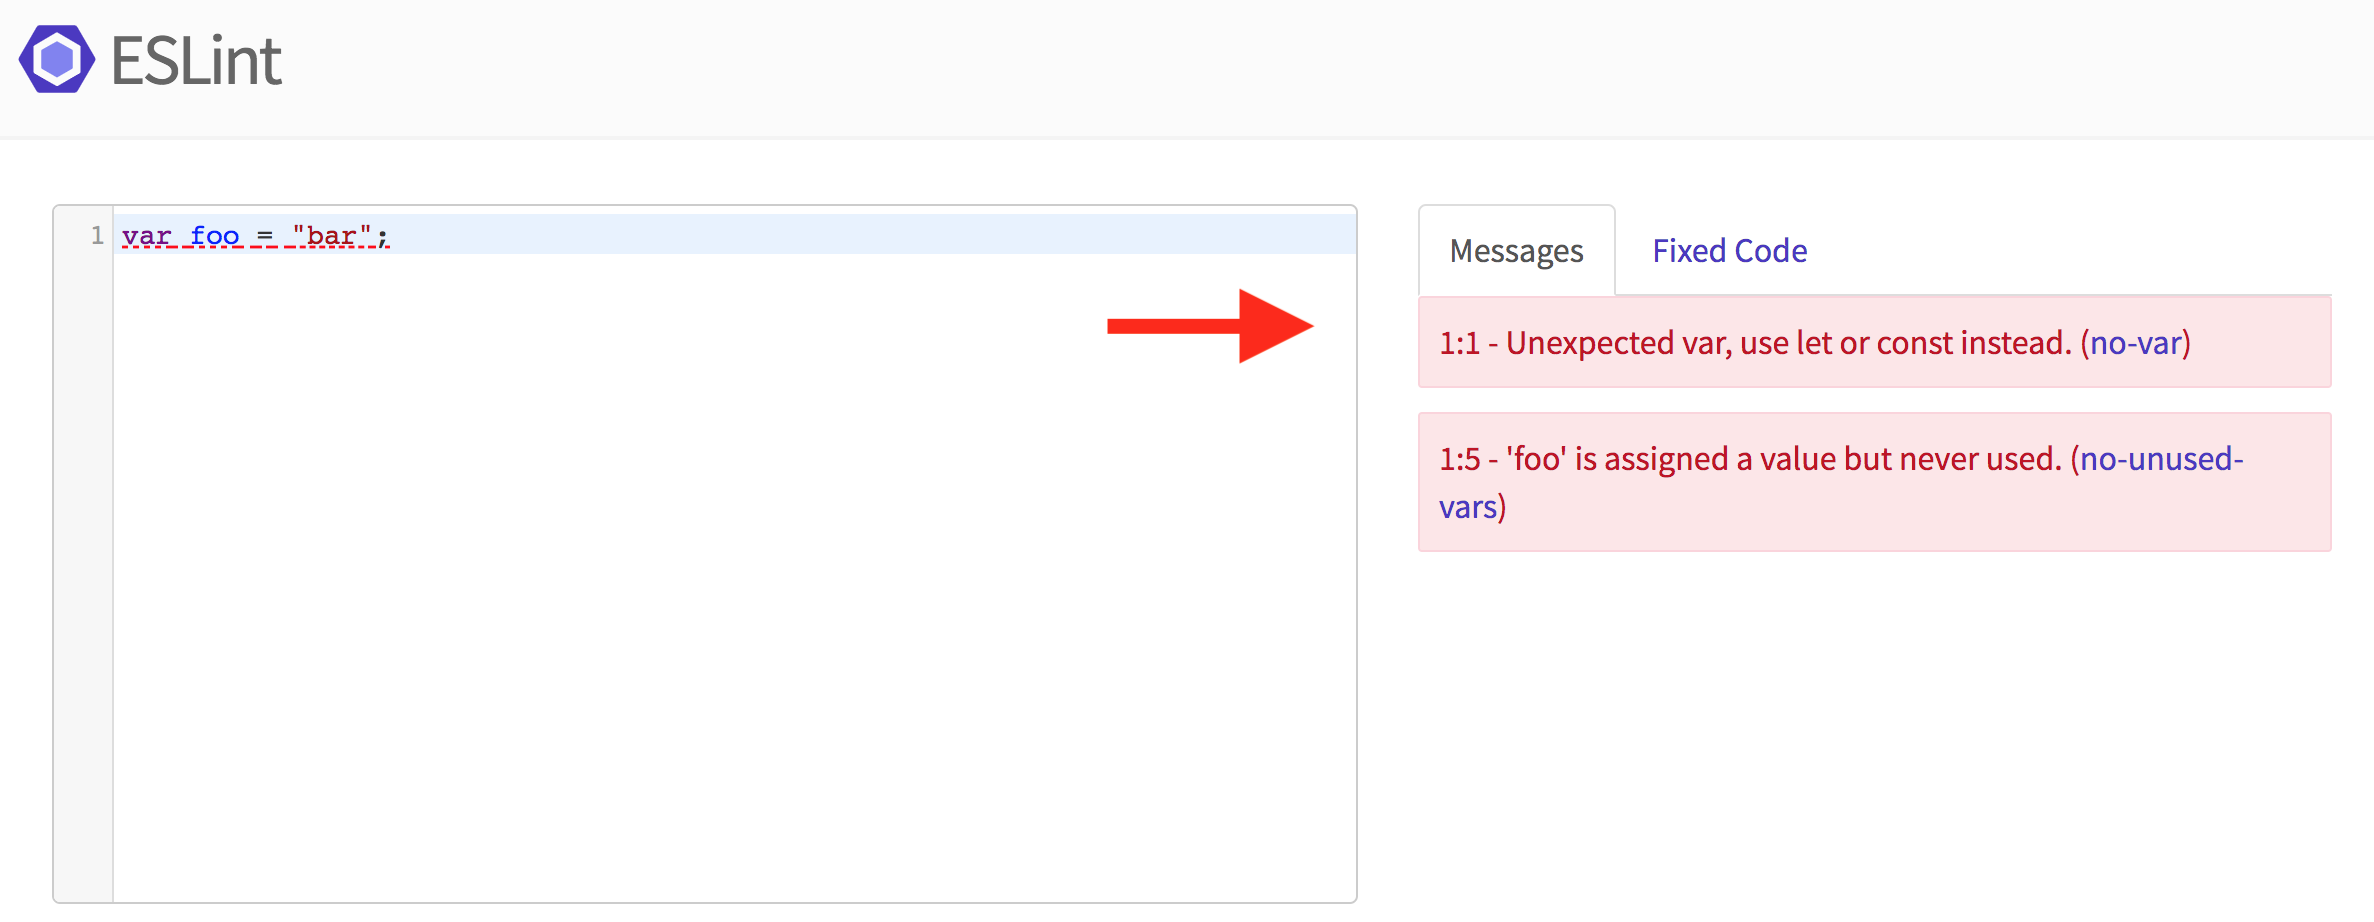 ESLint
1 var foo = "bar";
Messages Fixed Code
1:1 - Unexpected var, use let or const instead. (no-var)
1:5 - 'foo' is assigned a value but never used. (no-unused-
vars)